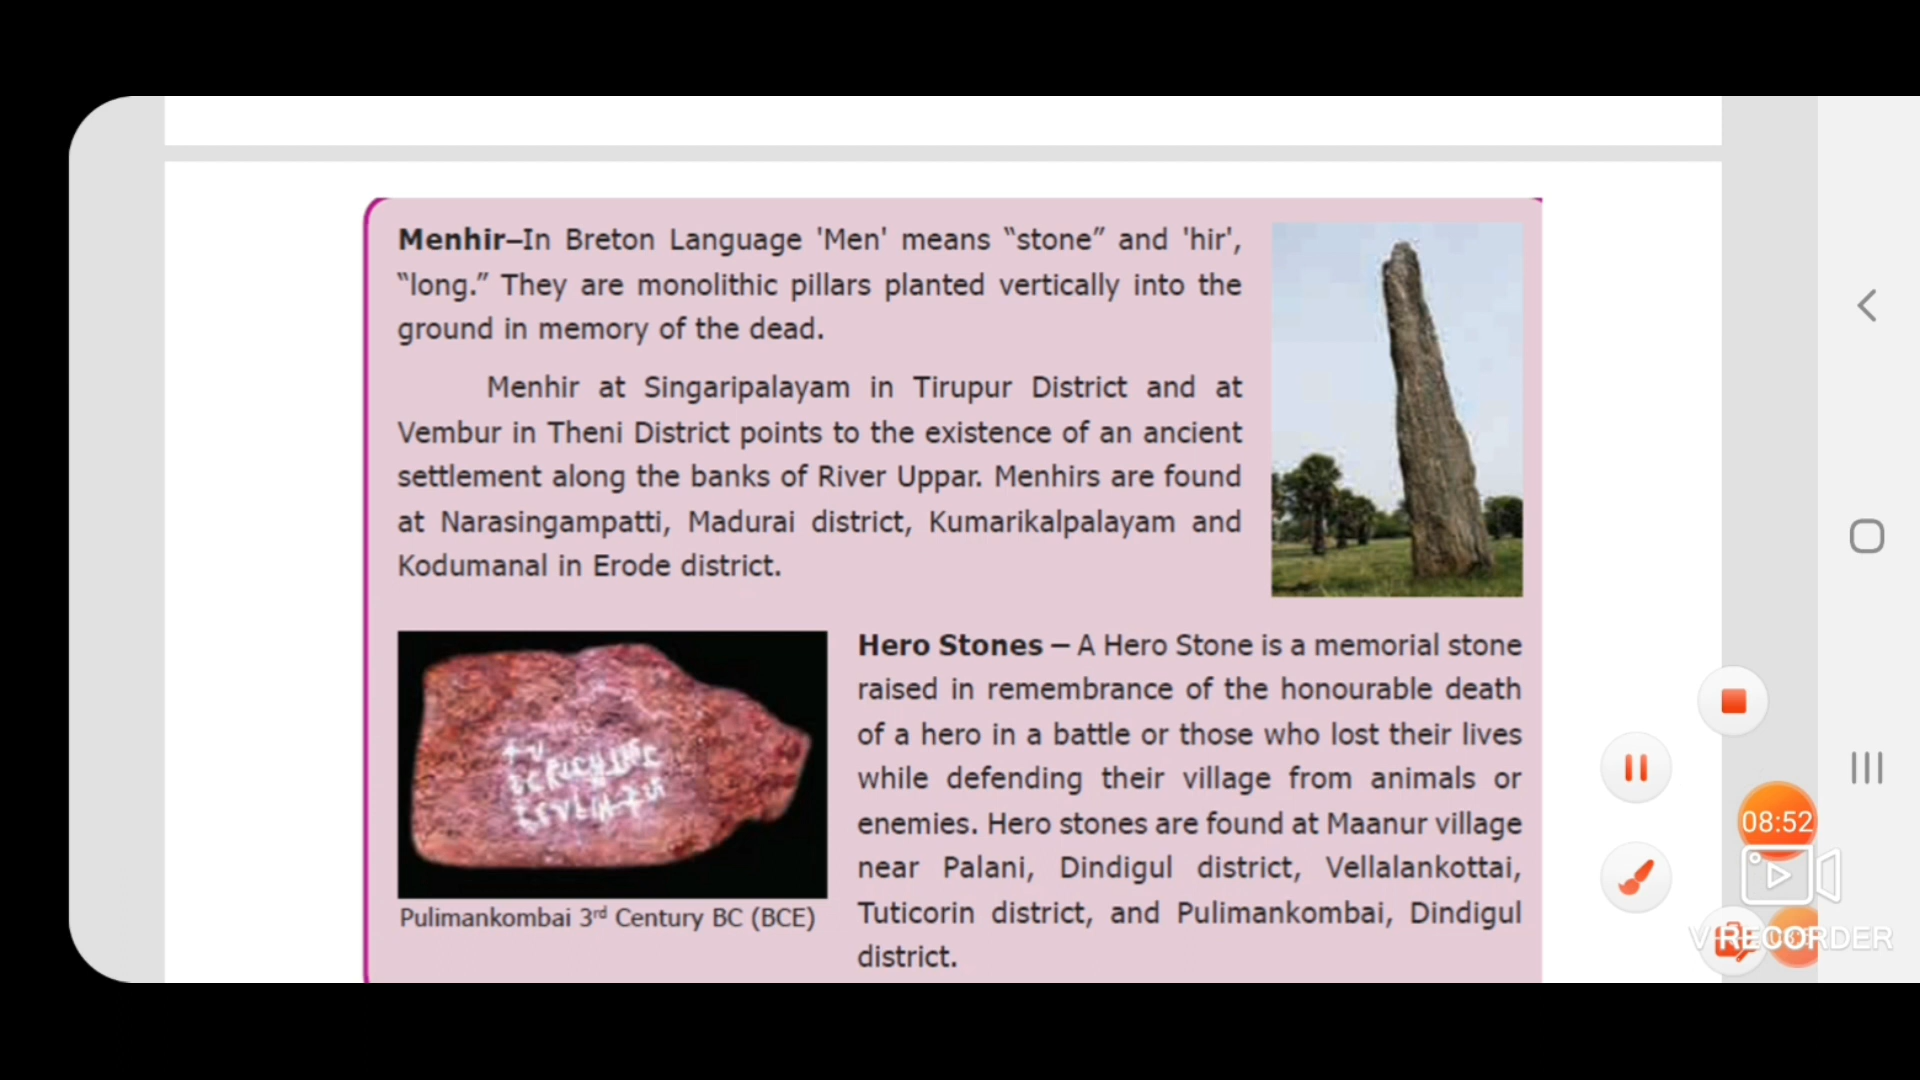 Menhir–In Breton Language 'Men' means “stone” and 'hir',
“long.” They are monolithic pillars planted vertically into the
ground in memory of the dead.
Menhir at Singaripalayam in Tirupur District and at
Vembur in Theni District points to the existence of an ancient
settlement along the banks of River Uppar. Menhirs are found
at Narasingampatti, Madurai district, Kumarikalpalayam and
Kodumanal in Erode district.
Hero Stones – A Hero Stone is a memorial stone
raised in remembrance of the honourable death
of a hero in a battle or those who lost their lives
while defending their village from animals or
enemies. Hero stones are found at Maanur village
near Palani, Dindigul district, Vellalankottai,
Tuticorin district, and Pulimankombai, Dindigul
district.
Pulimankombai 3rd Century BC (BCE)
08:52
V RECORDER